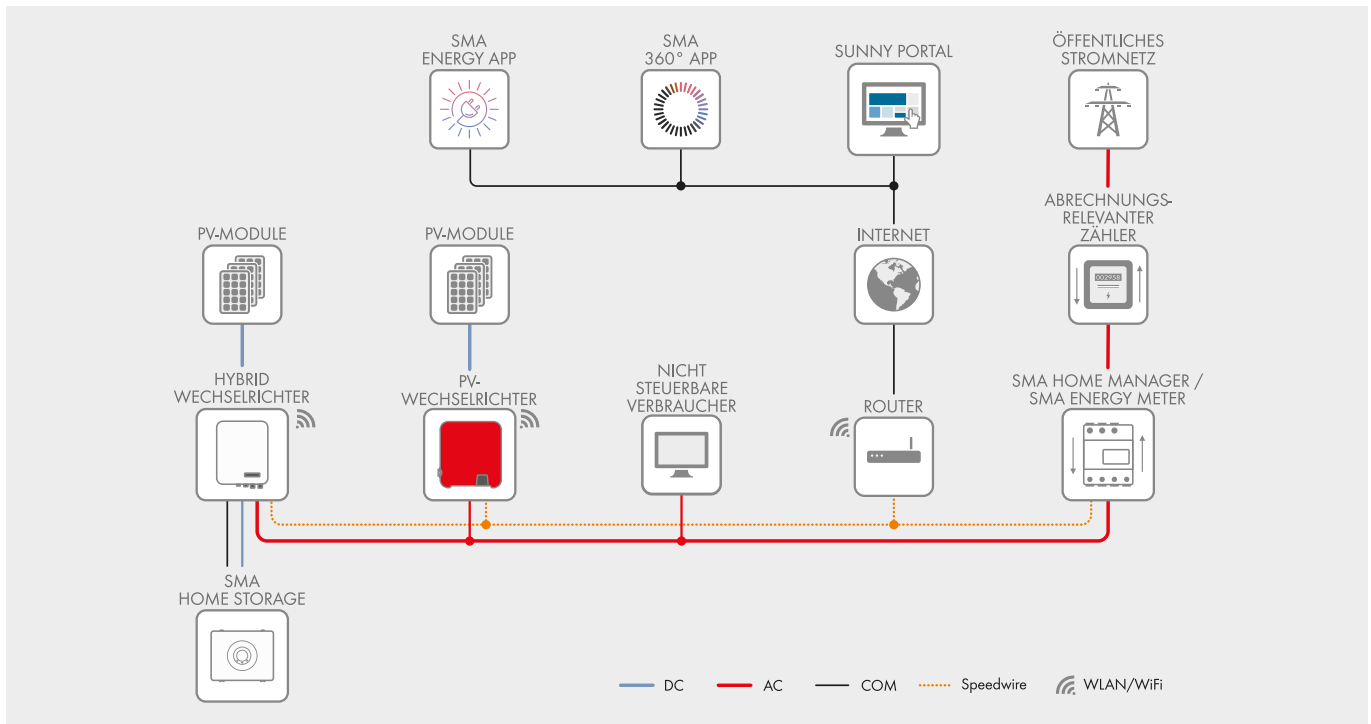 SMA
ENERGY APP
SMA
360° APP
SUNNY PORTAL
ÖFFENTLICHES
STROMNETZ
PV-MODULE
PV-MODULE
INTERNET
ABRECHNUNGS-
RELEVANTER
ZÄHLER
002958
HYBRID
WECHSELRICHTER
PV-
WECHSELRICHTER
NICHT
STEUERBARE
VERBRAUCHER
ROUTER
SMA HOME MANAGER /
SMA ENERGY METER
SMA
HOME STORAGE
DC
AC
COM
Speedwire
WLAN/WiFi